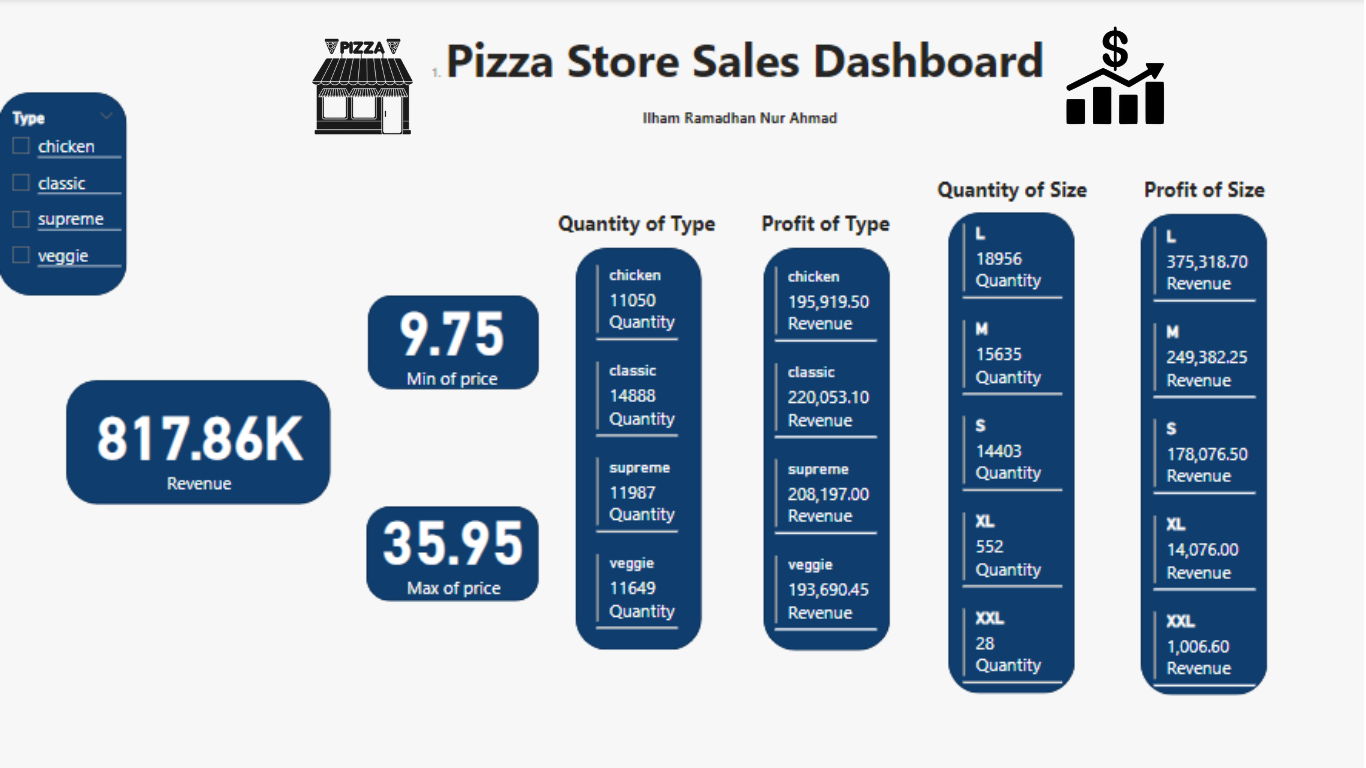 PIZZA
1. Pizza Store Sales Dashboard
Ilham Ramadhan Nur Ahmad
$
Type
chicken
classic
supreme
veggie
817.86K
Revenue
9.75
Min of price
35.95
Max of price
Quantity of Type
chicken
11050
Quantity
classic
14888
Quantity
supreme
11987
Quantity
veggie
11649
Quantity
Profit of Type
chicken
195,919.50
Revenue
classic
220,053.10
Revenue
supreme
208,197.00
Revenue
veggie
193,690.45
Revenue
Quantity of Size
L
18956
Quantity
M
15635
Quantity
S
14403
Quantity
XL
552
Quantity
XXL
28
Quantity
Profit of Size
L
375,318.70
Revenue
M
249,382.25
Revenue
S
178,076.50
Revenue
XL
14,076.00
Revenue
XXL
1,006.60
Revenue